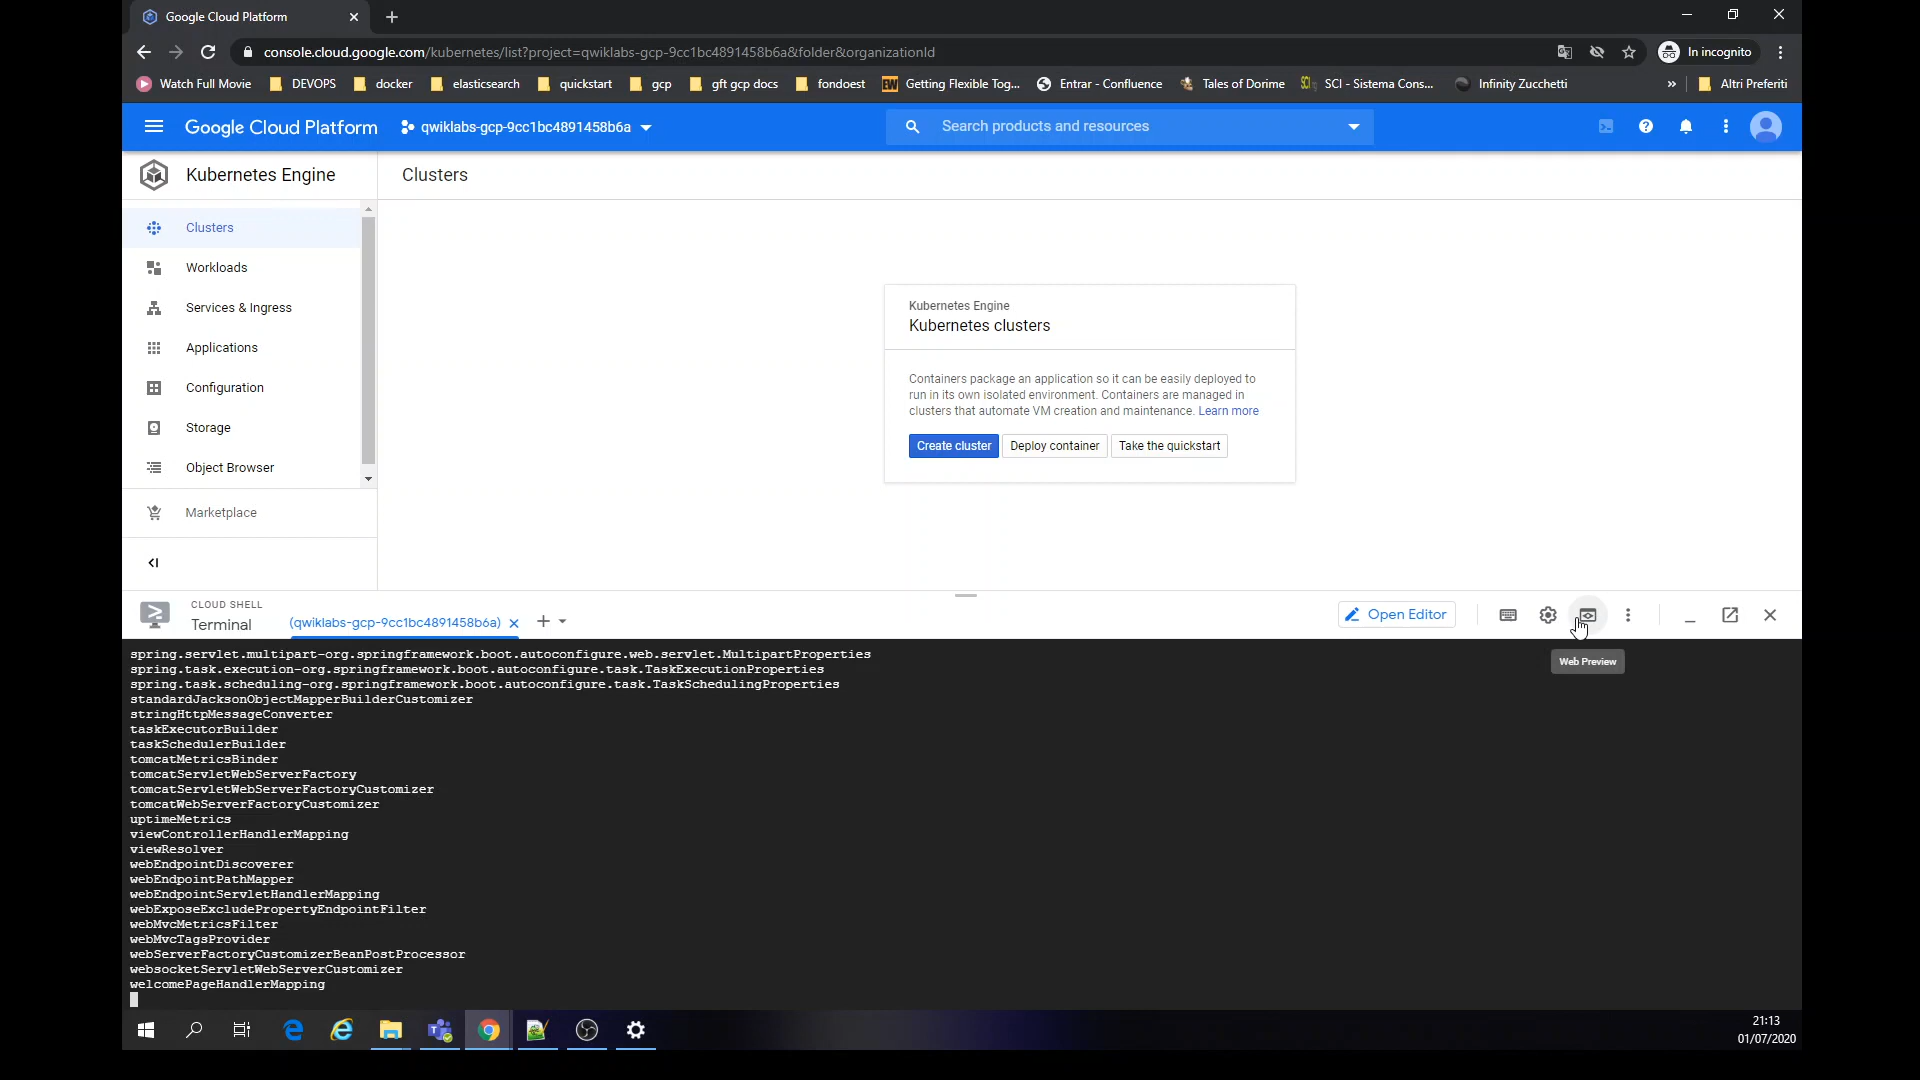 Google Cloud Platform
console.cloud.google.com/kubernetes/list?project=qwiklabs-gcp-9cc1bc4891458b6a&folder&organizationId
In incognito
Watch Full Movie DEVOPS docker elasticsearch quickstart gcp gft gcp docs fondoest EW Getting Flexible Tog... Entrar - Confluence Tales of Dorime SCI - Sistema Cons... Infinity Zucchetti » Altri Preferiti
Google Cloud Platform qwiklabs-gcp-9cc1bc4891458b6a Search products and resources
Kubernetes Engine
Clusters
Clusters
Workloads
Services & Ingress
Applications
Configuration
Storage
Object Browser
Marketplace
Kubernetes Engine
Kubernetes clusters
Containers package an application so it can be easily deployed to
run in its own isolated environment. Containers are managed in
clusters that automate VM creation and maintenance. Learn more
Create cluster Deploy container Take the quickstart
CLOUD SHELL
Terminal
(qwiklabs-gcp-9cc1bc4891458b6a)
Open Editor
Web Preview
spring.servlet.multipart-org.springframework.boot.autoconfigure.web.servlet.MultipartProperties
spring.task.execution-org.springframework.boot.autoconfigure.task.TaskExecutionProperties
spring.task.scheduling-org.springframework.boot.autoconfigure.task.TaskSchedulingProperties
standardJacksonObjectMapperBuilderCustomizer
stringHttpMessageConverter
taskExecutorBuilder
taskSchedulerBuilder
tomcatMetricsBinder
tomcatServletWebServerFactory
tomcatServletWebServerFactoryCustomizer
tomcatWebServerFactoryCustomizer
uptimeMetrics
viewControllerHandlerMapping
viewResolver
webEndpointDiscoverer
webEndpointPathMapper
webEndpointServletHandlerMapping
webExposeExcludePropertyEndpointFilter
webMvcMetricsFilter
webMvcTagsProvider
webServerFactoryCustomizerBeanPostProcessor
websocketServletWebServerCustomizer
welcomePageHandlerMapping
21:13
01/07/2020